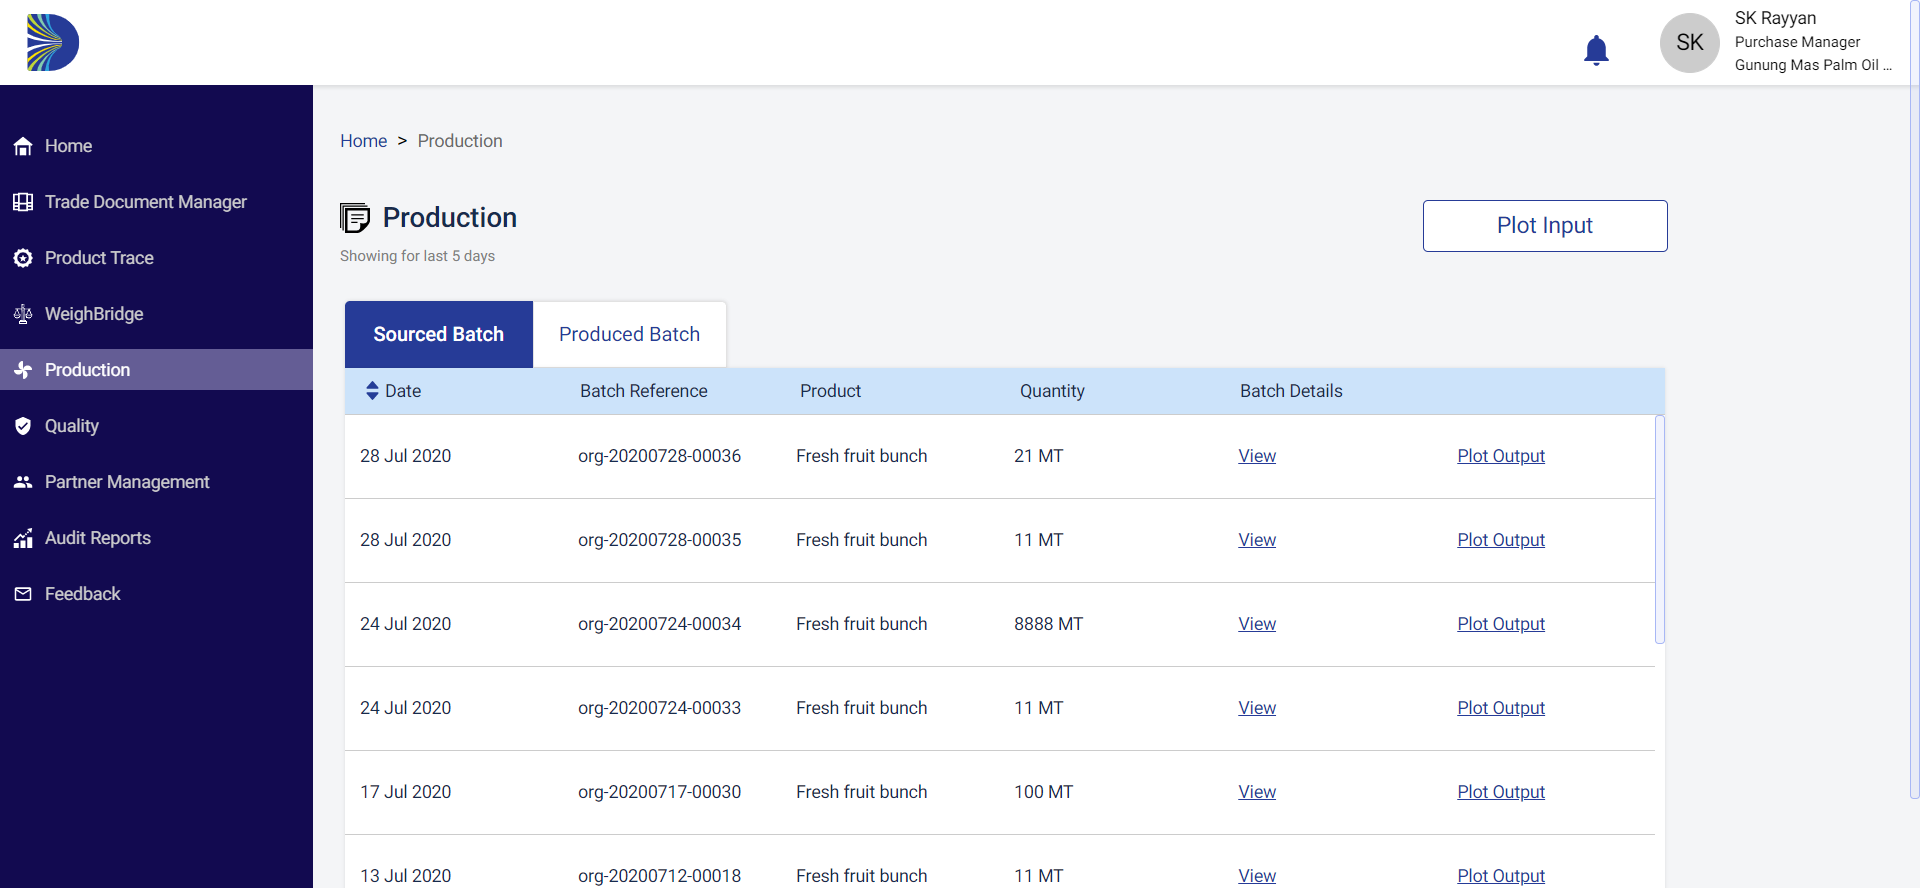 SK
SK Rayyan
Purchase Manager
Gunung Mas Palm Oil ...
Home
Trade Document Manager
Product Trace
WeighBridge
Production
Quality
Partner Management
Audit Reports
Feedback
Home > Production
Production
Showing for last 5 days
Plot Input
Sourced Batch Produced Batch
Date Batch Reference Product Quantity Batch Details
28 Jul 2020 org-20200728-00036 Fresh fruit bunch 21 MT View Plot Output
28 Jul 2020 org-20200728-00035 Fresh fruit bunch 11 MT View Plot Output
24 Jul 2020 org-20200724-00034 Fresh fruit bunch 8888 MT View Plot Output
24 Jul 2020 org-20200724-00033 Fresh fruit bunch 11 MT View Plot Output
17 Jul 2020 org-20200717-00030 Fresh fruit bunch 100 MT View Plot Output
13 Jul 2020 org-20200712-00018 Fresh fruit bunch 11 MT View Plot Output